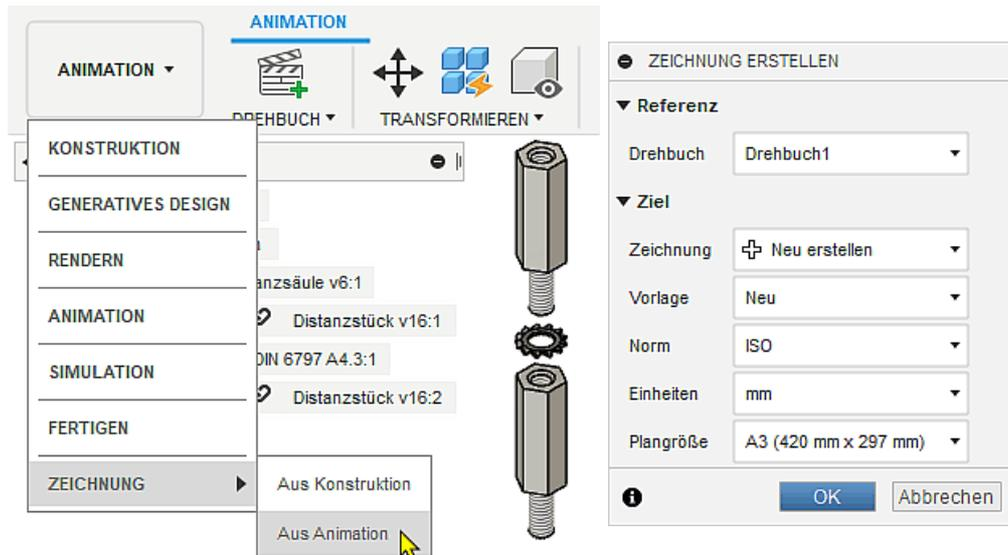 ANIMATION
ANIMATION
DREHBUCH
TRANSFORMIEREN
KONSTRUKTION
GENERATIVES DESIGN
RENDERN
ANIMATION
SIMULATION
FERTIGEN
ZEICHNUNG
Aus Konstruktion
Aus Animation
anzsäule v6:1
Distanzstück v16:1
DIN 6797 A4.3:1
Distanzstück v16:2
ZEICHNUNG ERSTELLEN
Referenz
Drehbuch Drehbuch1
Ziel
Zeichnung Neu erstellen
Vorlage Neu
Norm ISO
Einheiten mm
Plangröße A3 (420 mm x 297 mm)
OK Abbrechen